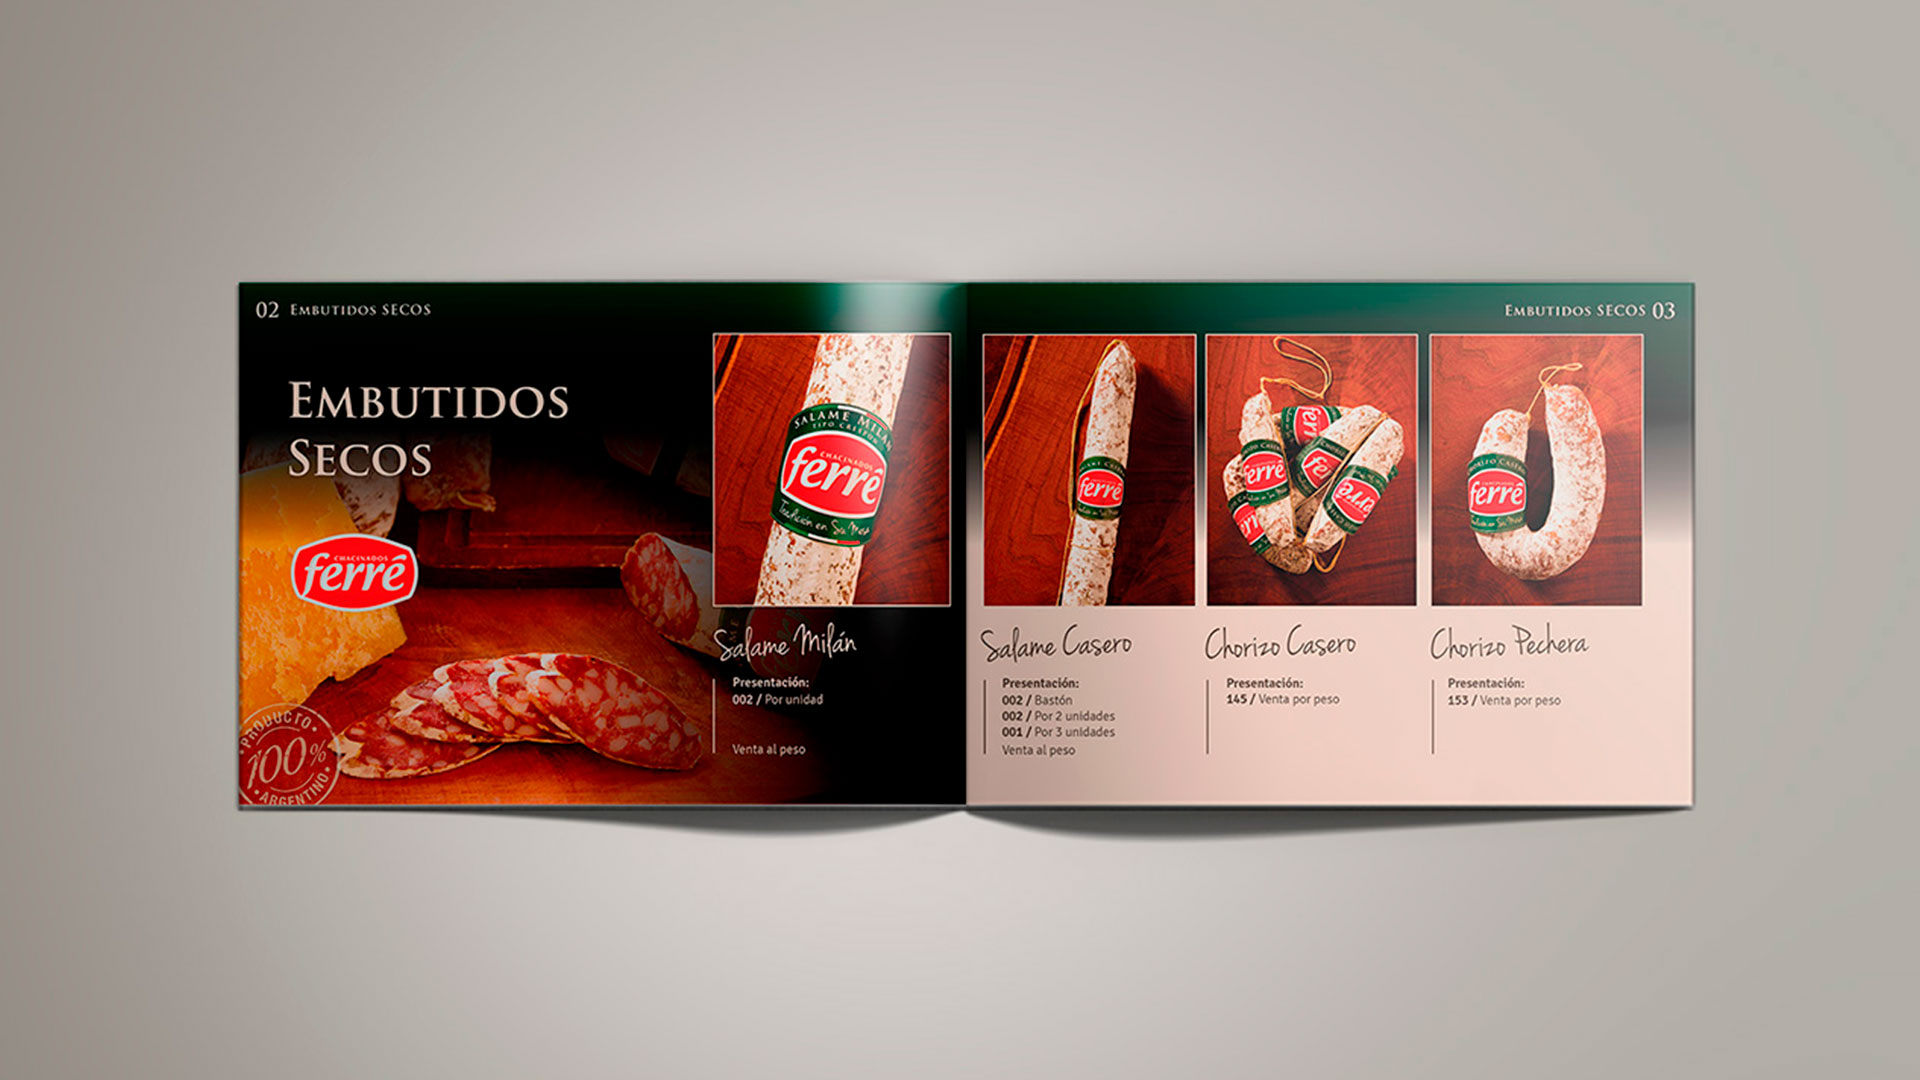 02 EMBUTIDOS SECOS
EMBUTIDOS
SECOS
CHACINADOS
ferrê
PRODUCTO
100%
ARGENTINO
SALAME MILÁN
TIPO CRESPÓN
CHACINADOS
ferrê
Tradición en Su Mesa
Salame Milán
Presentación:
002 / Por unidad
Venta al peso
EMBUTIDOS SECOS 03
ferrê
ferrê
ferrê
ferrê
Salame Casero
Presentación:
002 / Bastón
002 / Por 2 unidades
001 / Por 3 unidades
Venta al peso
Chorizo Casero
Presentación:
145 / Venta por peso
Chorizo Pechera
Presentación:
153 / Venta por peso